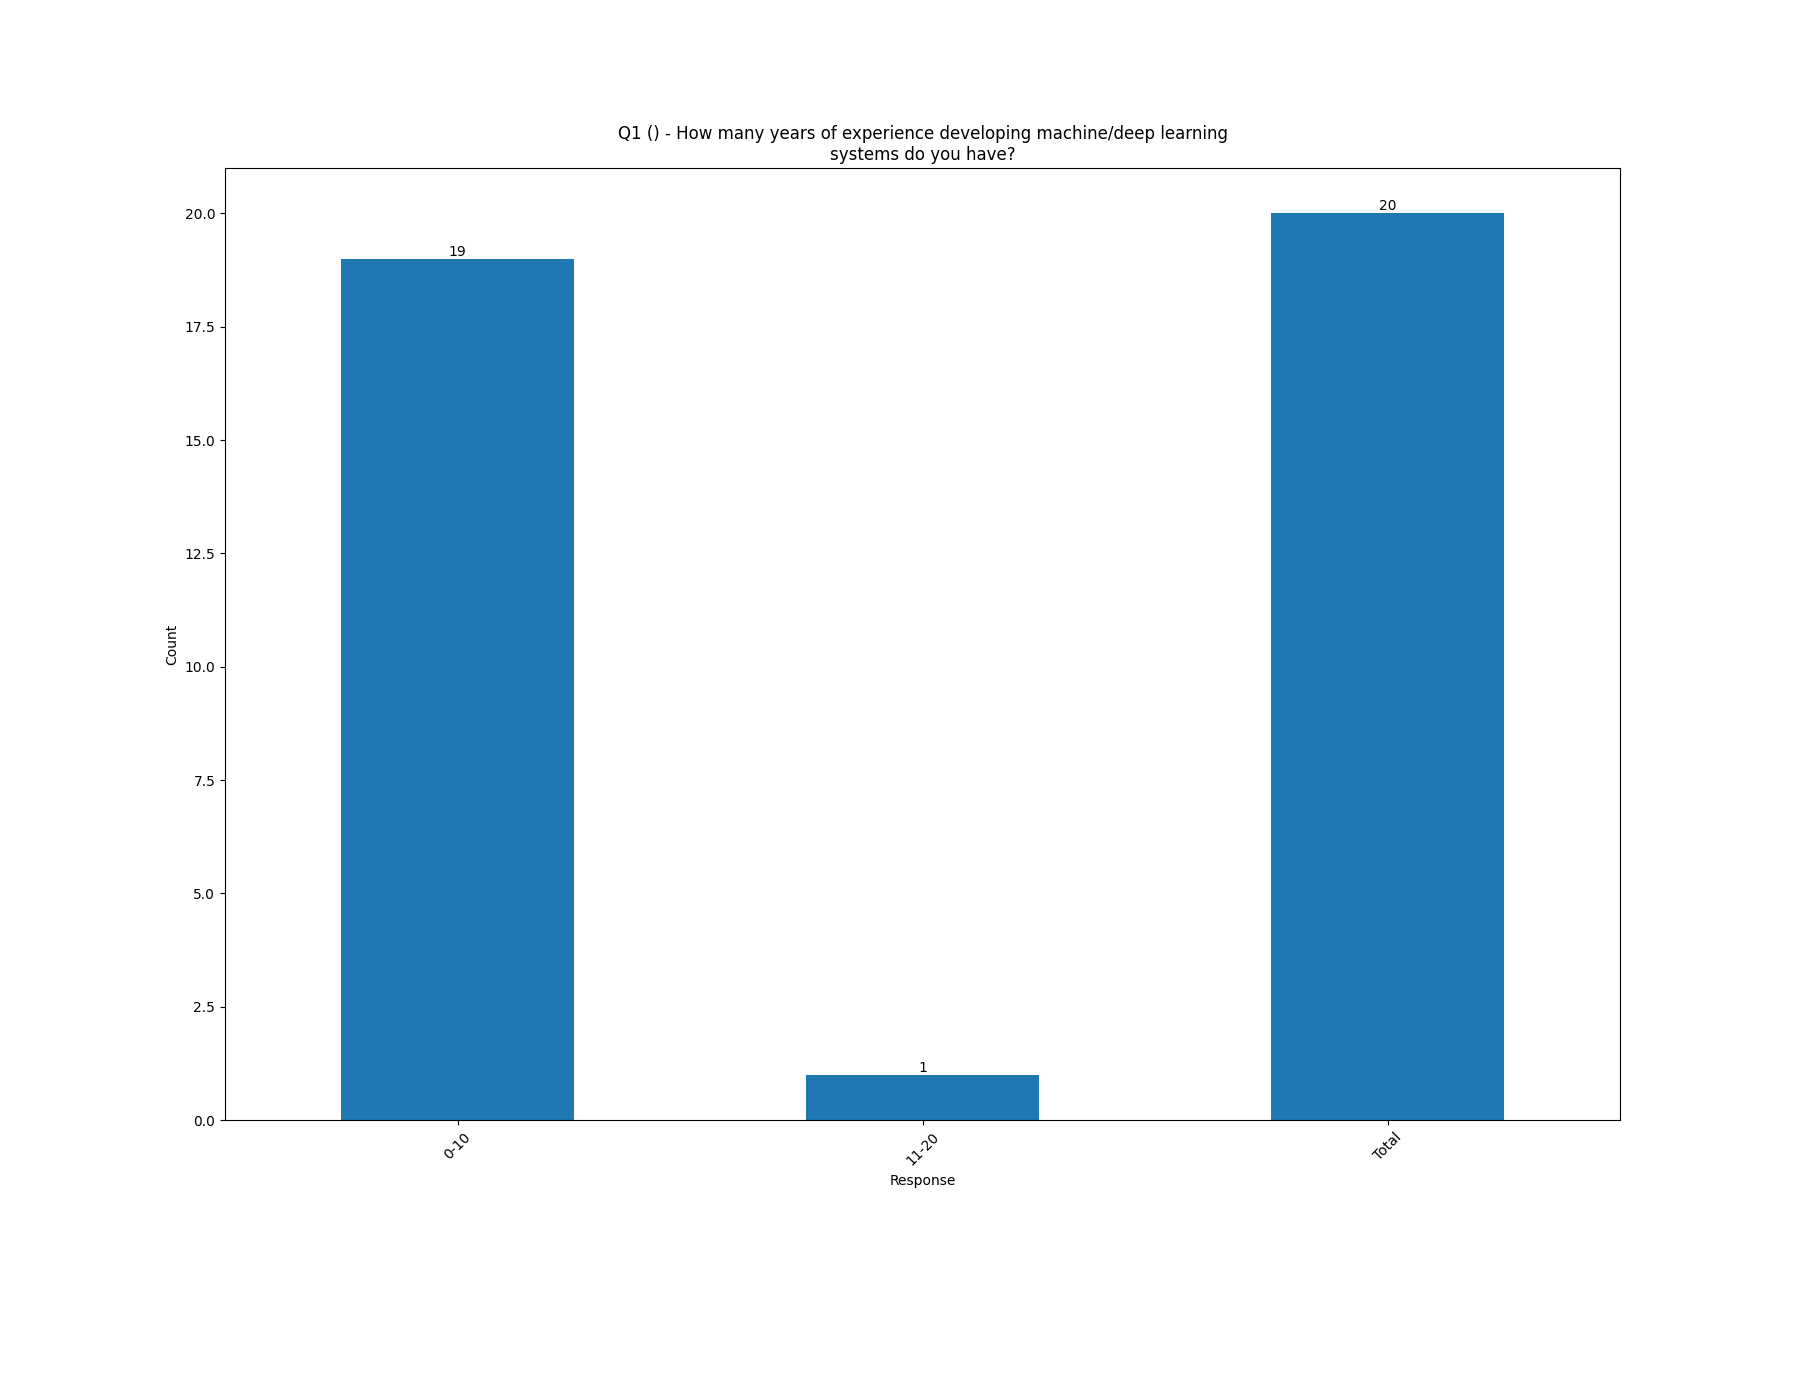 Q1 () - How many years of experience developing machine/deep learning
systems do you have?
20
19
1
20.0
17.5
15.0
12.5
10.0
7.5
5.0
2.5
0.0
Count
0-10
11-20
Total
Response